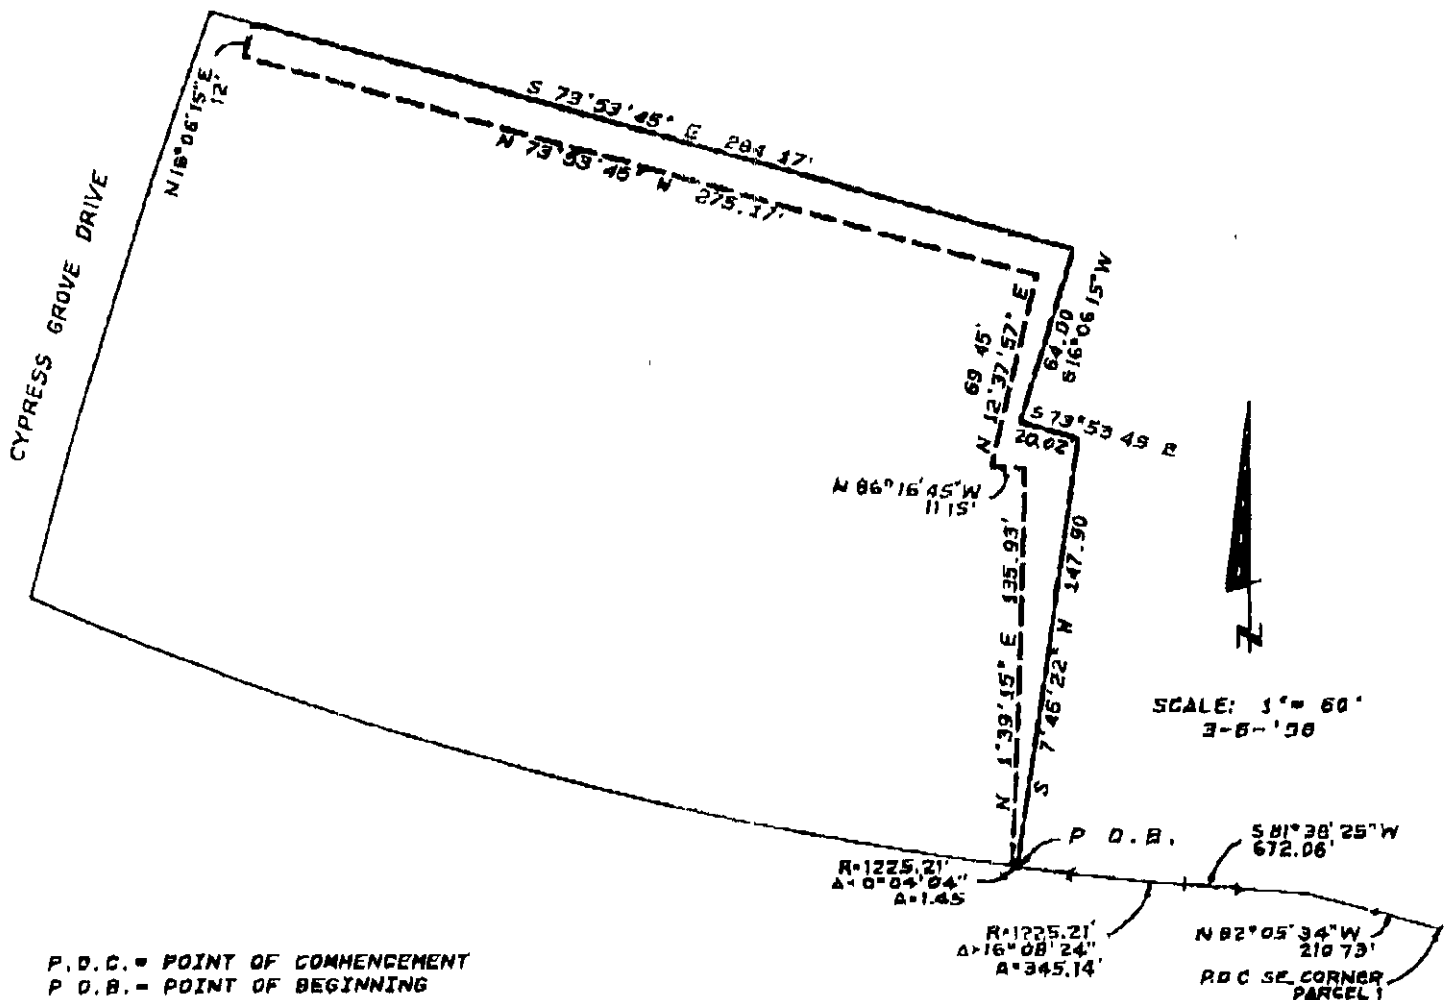 S 73°53'45" E 284 17'
N 73°53'45" W 275.17'
N16°06'15"E
12'
CYPRESS GROVE DRIVE
64.00
S16°06 15"W
69 45'
N 12°37'57" E
S 73°53 45 E
20.02
N 86°16'45"W
11 15'
N 1°39'15" E 135.93'
S 7°46'22" W 147.90
SCALE: 1"= 60'
P O.B.
S 81°38'25"W
672.06'
R=1225.21'
Δ=0°04'04"
A=1.45
R=1225.21'
Δ=16°08'24"
A=345.14'
N 82°05'34"W
210 73'
P.O C SE CORNER
PARCEL 1
P.O.C.= POINT OF COMMENCEMENT
P O.B.= POINT OF BEGINNING